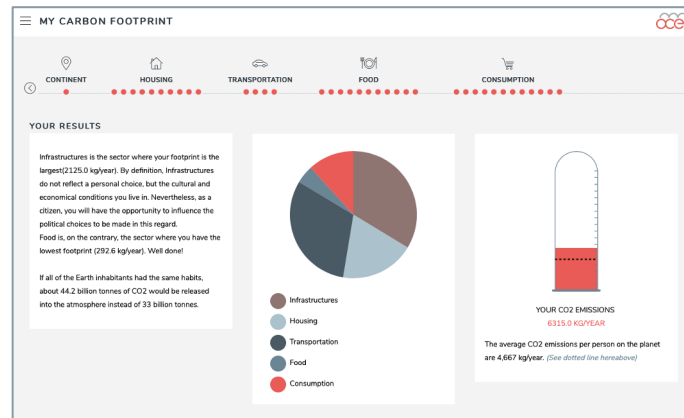 MY CARBON FOOTPRINT
CONTINENT
HOUSING
TRANSPORTATION
FOOD
CONSUMPTION
YOUR RESULTS
Infrastructures is the sector where your footprint is the
largest(2125.0 kg/year). By definition, Infrastructures
do not reflect a personal choice, but the cultural and
economical conditions you live in. Nevertheless, as a
citizen, you will have the opportunity to influence the
political choices to be made in this regard.
Food is, on the contrary, the sector where you have the
lowest footprint (292.6 kg/year). Well done!
If all of the Earth inhabitants had the same habits,
about 44.2 billion tonnes of CO2 would be released
into the atmosphere instead of 33 billion tonnes.
Infrastructures
Housing
Transportation
Food
Consumption
YOUR CO2 EMISSIONS
6315.0 KG/YEAR
The average CO2 emissions per person on the planet
are 4,667 kg/year. (See dotted line hereabove)